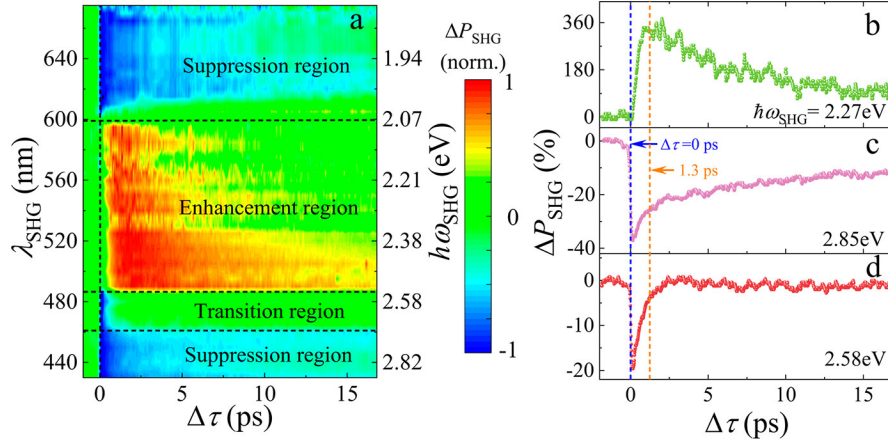 a
Suppression region
Enhancement region
Transition region
Suppression region
640
600
560
520
480
440
λSHG (nm)
0
5
10
15
Δτ (ps)
1.94
2.07
2.21
2.38
2.58
2.82
ħωSHG (eV)
ΔPSHG
(norm.)
1
0
-1
b
360
180
0
ħωSHG= 2.27eV
c
0
-20
-40
Δτ=0 ps
1.3 ps
2.85eV
d
0
-10
-20
2.58eV
ΔPSHG (%)
0
5
10
15
Δτ (ps)